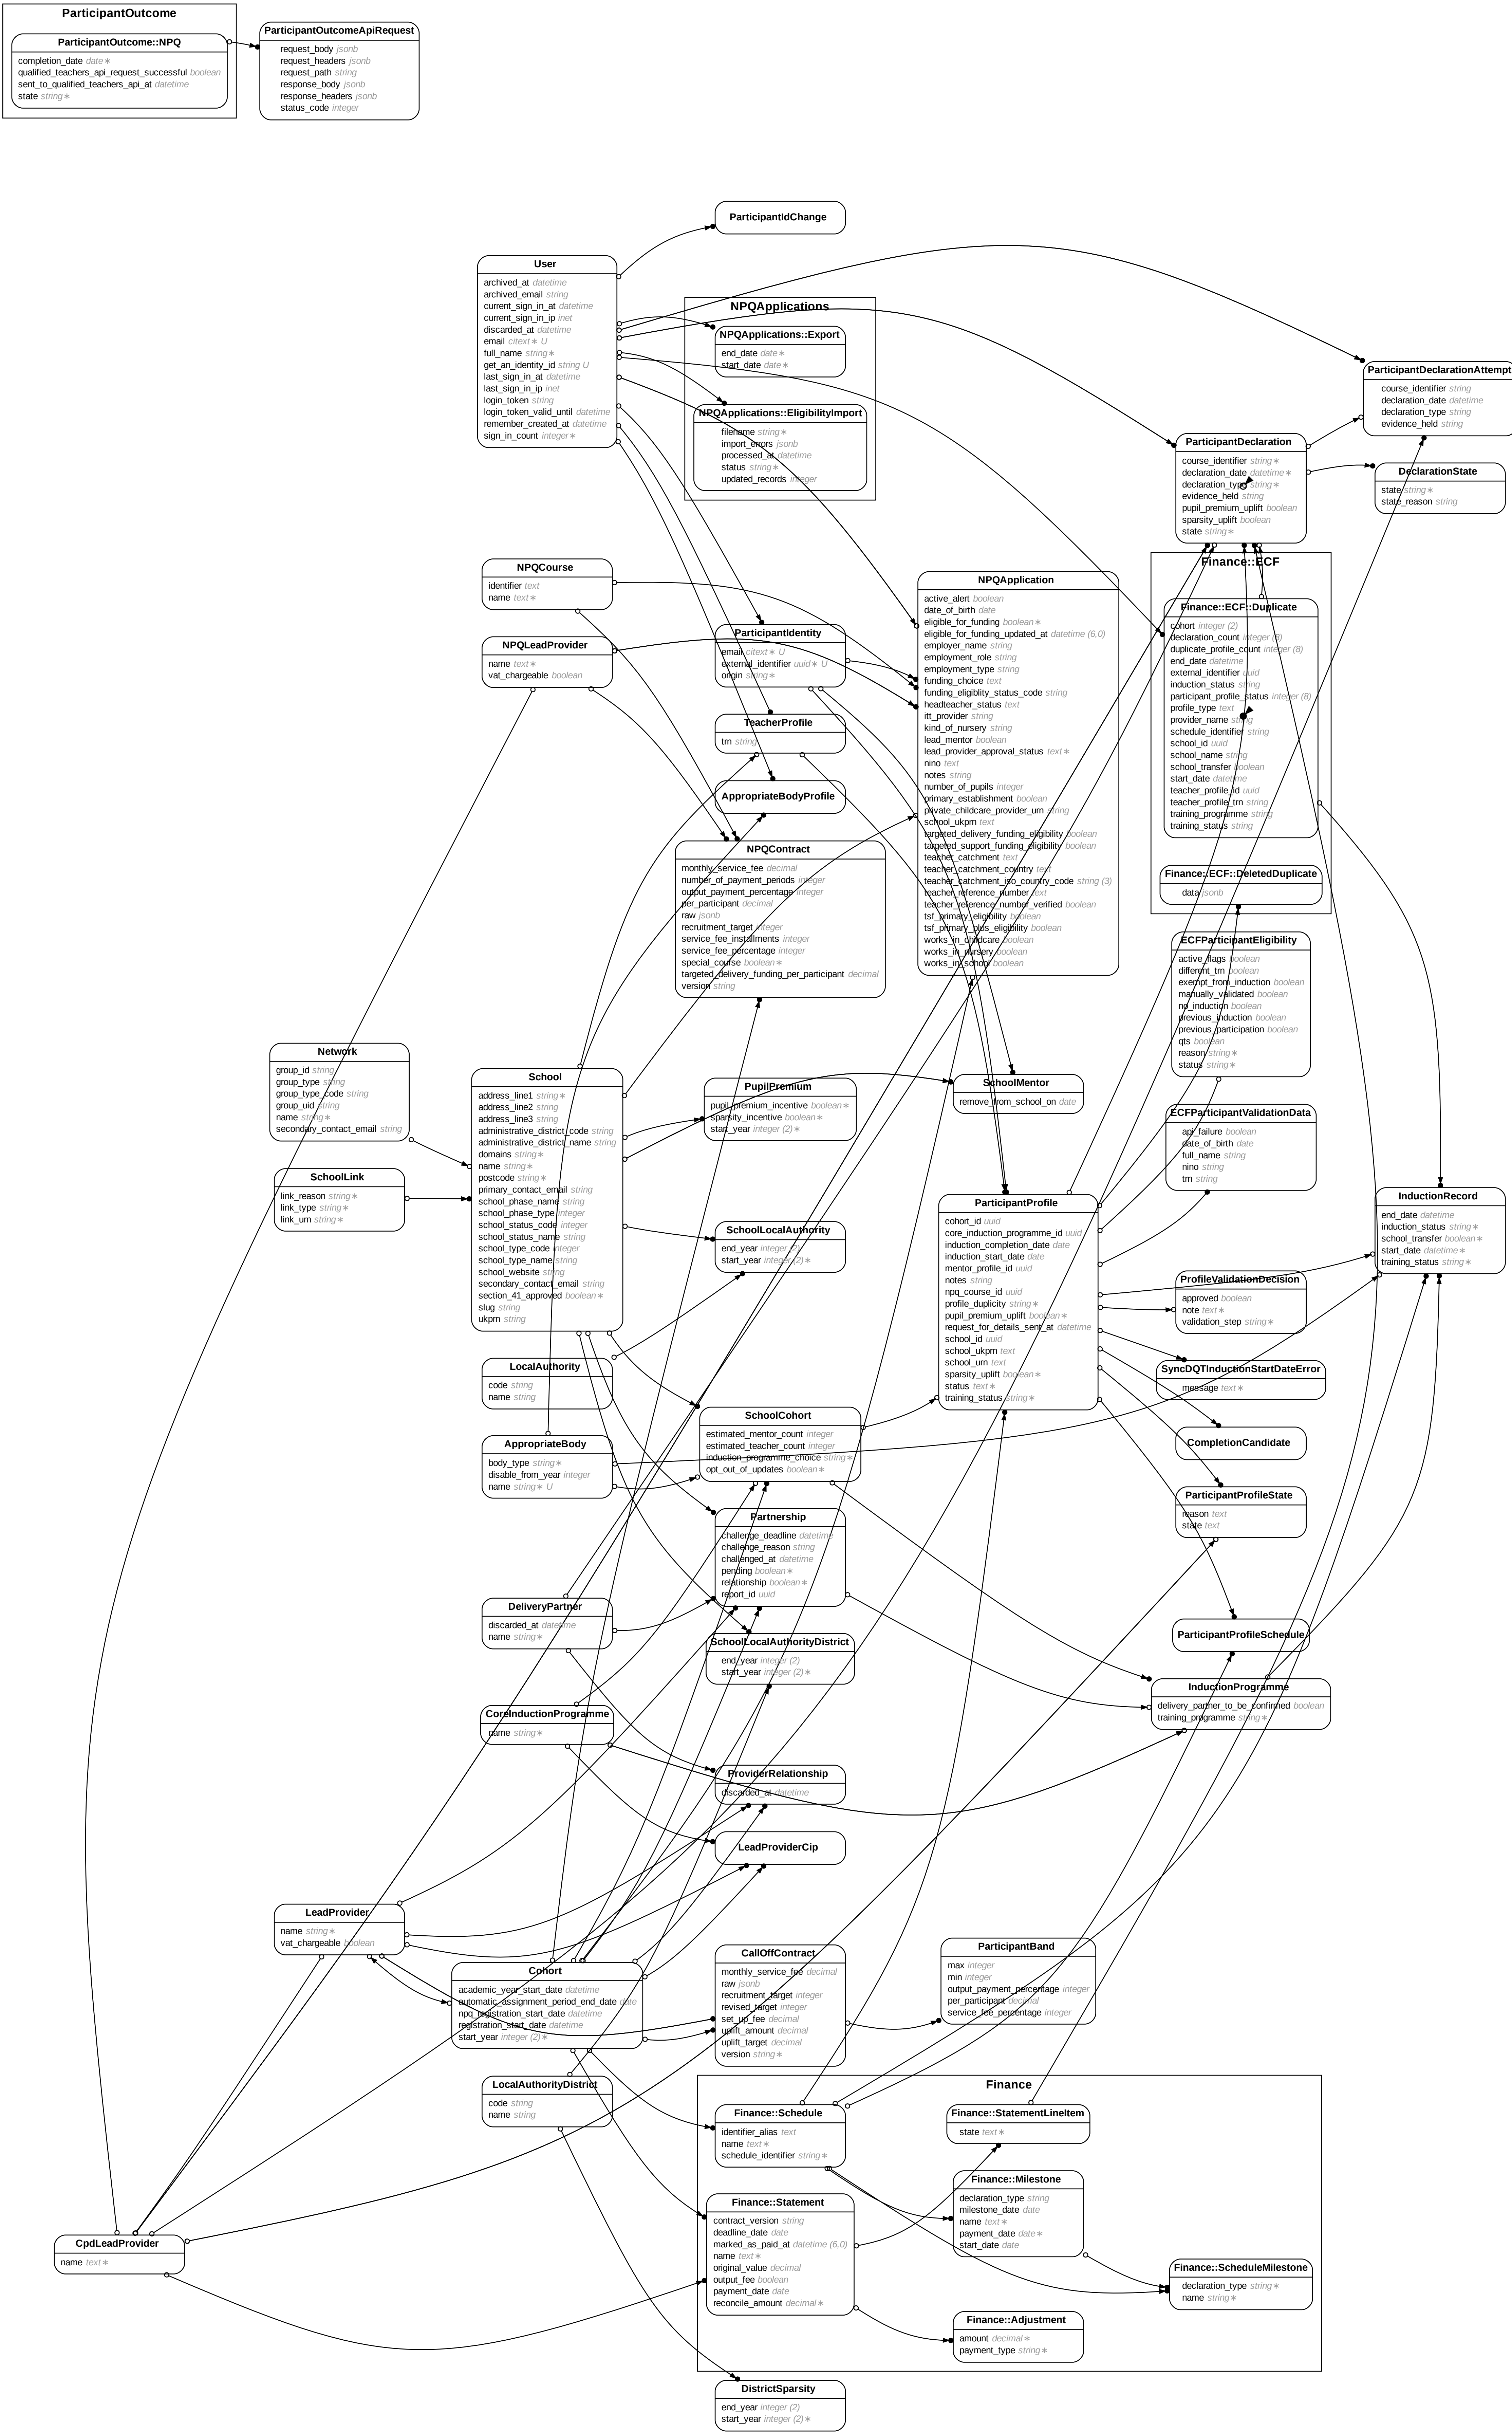 ParticipantOutcome
ParticipantOutcome::NPQ
completion_date date ∗
qualified_teachers_api_request_successful boolean
sent_to_qualified_teachers_api_at datetime
state string ∗
ParticipantOutcomeApiRequest
request_body jsonb
request_headers jsonb
request_path string
response_body jsonb
response_headers jsonb
status_code integer
ParticipantIdChange
User
archived_at datetime
archived_email string
current_sign_in_at datetime
current_sign_in_ip inet
discarded_at datetime
email citext ∗ U
full_name string ∗
get_an_identity_id string U
last_sign_in_at datetime
last_sign_in_ip inet
login_token string
login_token_valid_until datetime
remember_created_at datetime
sign_in_count integer ∗
NPQApplications
NPQApplications::Export
end_date date ∗
start_date date ∗
NPQApplications::EligibilityImport
filename string ∗
import_errors jsonb
processed_at datetime
status string ∗
updated_records integer
ParticipantDeclarationAttempt
course_identifier string
declaration_date datetime
declaration_type string
evidence_held string
ParticipantDeclaration
course_identifier string ∗
declaration_date datetime ∗
declaration_type string ∗
evidence_held string
pupil_premium_uplift boolean
sparsity_uplift boolean
state string ∗
DeclarationState
state string ∗
state_reason string
NPQCourse
identifier text
name text ∗
NPQLeadProvider
name text ∗
vat_chargeable boolean
ParticipantIdentity
email citext ∗ U
external_identifier uuid ∗ U
origin string ∗
TeacherProfile
trn string
AppropriateBodyProfile
NPQContract
monthly_service_fee decimal
number_of_payment_periods integer
output_payment_percentage integer
per_participant decimal
raw jsonb
recruitment_target integer
service_fee_installments integer
service_fee_percentage integer
special_course boolean ∗
targeted_delivery_funding_per_participant decimal
version string
NPQApplication
active_alert boolean
date_of_birth date
eligible_for_funding boolean ∗
eligible_for_funding_updated_at datetime (6,0)
employer_name string
employment_role string
employment_type string
funding_choice text
funding_eligiblity_status_code string
headteacher_status text
itt_provider string
kind_of_nursery string
lead_mentor boolean
lead_provider_approval_status text ∗
nino text
notes string
number_of_pupils integer
primary_establishment boolean
private_childcare_provider_urn string
school_ukprn text
targeted_delivery_funding_eligibility boolean
targeted_support_funding_eligibility boolean
teacher_catchment text
teacher_catchment_country text
teacher_catchment_iso_country_code string (3)
teacher_reference_number text
teacher_reference_number_verified boolean
tsf_primary_eligibility boolean
tsf_primary_plus_eligibility boolean
works_in_childcare boolean
works_in_nursery boolean
works_in_school boolean
Finance::ECF
Finance::ECF::Duplicate
cohort integer (2)
declaration_count integer (8)
duplicate_profile_count integer (8)
end_date datetime
external_identifier uuid
induction_status string
participant_profile_status integer (8)
profile_type text
provider_name string
schedule_identifier string
school_id uuid
school_name string
school_transfer boolean
start_date datetime
teacher_profile_id uuid
teacher_profile_trn string
training_programme string
training_status string
Finance::ECF::DeletedDuplicate
data jsonb
ECFParticipantEligibility
active_flags boolean
different_trn boolean
exempt_from_induction boolean
manually_validated boolean
no_induction boolean
previous_induction boolean
previous_participation boolean
qts boolean
reason string ∗
status string ∗
ECFParticipantValidationData
api_failure boolean
date_of_birth date
full_name string
nino string
trn string
Network
group_id string
group_type string
group_type_code string
group_uid string
name string ∗
secondary_contact_email string
SchoolLink
link_reason string ∗
link_type string ∗
link_urn string ∗
School
address_line1 string ∗
address_line2 string
address_line3 string
administrative_district_code string
administrative_district_name string
domains string ∗
name string ∗
postcode string ∗
primary_contact_email string
school_phase_name string
school_phase_type integer
school_status_code integer
school_status_name string
school_type_code integer
school_type_name string
school_website string
secondary_contact_email string
section_41_approved boolean ∗
slug string
ukprn string
PupilPremium
pupil_premium_incentive boolean ∗
sparsity_incentive boolean ∗
start_year integer (2) ∗
SchoolMentor
remove_from_school_on date
SchoolLocalAuthority
end_year integer (2)
start_year integer (2) ∗
ParticipantProfile
cohort_id uuid
core_induction_programme_id uuid
induction_completion_date date
induction_start_date date
mentor_profile_id uuid
notes string
npq_course_id uuid
profile_duplicity string ∗
pupil_premium_uplift boolean ∗
request_for_details_sent_at datetime
school_id uuid
school_ukprn text
school_urn text
sparsity_uplift boolean ∗
status text ∗
training_status string ∗
InductionRecord
end_date datetime
induction_status string ∗
school_transfer boolean ∗
start_date datetime ∗
training_status string ∗
ProfileValidationDecision
approved boolean
note text ∗
validation_step string ∗
SyncDQTInductionStartDateError
message text ∗
CompletionCandidate
ParticipantProfileState
reason text
state text
ParticipantProfileSchedule
InductionProgramme
delivery_partner_to_be_confirmed boolean
training_programme string ∗
LocalAuthority
code string
name string
AppropriateBody
body_type string ∗
disable_from_year integer
name string ∗ U
SchoolCohort
estimated_mentor_count integer
estimated_teacher_count integer
induction_programme_choice string ∗
opt_out_of_updates boolean ∗
Partnership
challenge_deadline datetime
challenge_reason string
challenged_at datetime
pending boolean ∗
relationship boolean ∗
report_id uuid
DeliveryPartner
discarded_at datetime
name string ∗
SchoolLocalAuthorityDistrict
end_year integer (2)
start_year integer (2) ∗
CoreInductionProgramme
name string ∗
ProviderRelationship
discarded_at datetime
LeadProviderCip
LeadProvider
name string ∗
vat_chargeable boolean
Cohort
academic_year_start_date datetime
automatic_assignment_period_end_date date
npq_registration_start_date datetime
registration_start_date datetime
start_year integer (2) ∗
CallOffContract
monthly_service_fee decimal
raw jsonb
recruitment_target integer
revised_target integer
set_up_fee decimal
uplift_amount decimal
uplift_target decimal
version string ∗
ParticipantBand
max integer
min integer
output_payment_percentage integer
per_participant decimal
service_fee_percentage integer
LocalAuthorityDistrict
code string
name string
Finance
Finance::Schedule
identifier_alias text
name text ∗
schedule_identifier string ∗
Finance::StatementLineItem
state text ∗
Finance::Milestone
declaration_type string
milestone_date date
name text ∗
payment_date date ∗
start_date date
Finance::Statement
contract_version string
deadline_date date
marked_as_paid_at datetime (6,0)
name text ∗
original_value decimal
output_fee boolean
payment_date date
reconcile_amount decimal ∗
Finance::ScheduleMilestone
declaration_type string ∗
name string ∗
Finance::Adjustment
amount decimal ∗
payment_type string ∗
CpdLeadProvider
name text ∗
DistrictSparsity
end_year integer (2)
start_year integer (2) ∗